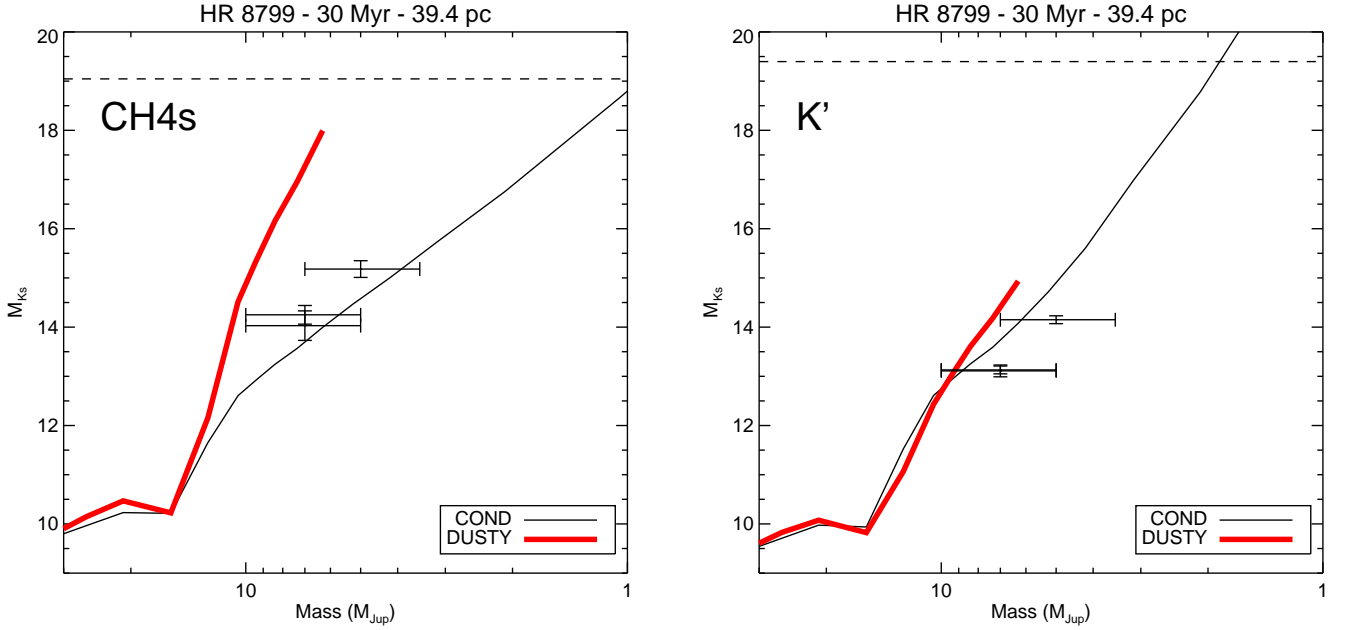 HR 8799 - 30 Myr - 39.4 pc
20
18
16
14
12
10
M_Ks
CH4s
COND
DUSTY
10
1
Mass (M_Jup)
HR 8799 - 30 Myr - 39.4 pc
20
18
16
14
12
10
M_Ks
K’
COND
DUSTY
10
1
Mass (M_Jup)